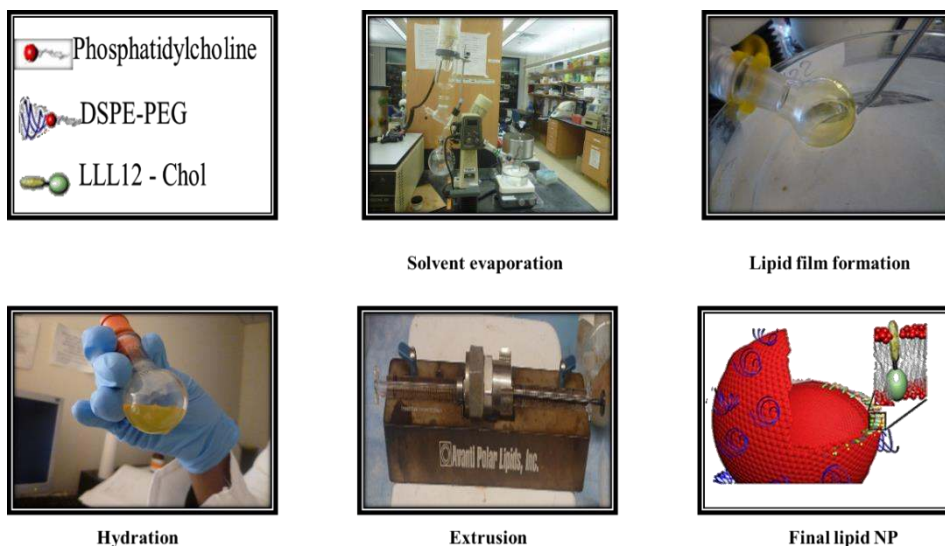 Phosphatidylcholine
DSPE-PEG
LLL12 - Chol
Solvent evaporation
Lipid film formation
Hydration
Extrusion
Final lipid NP
Avanti Polar Lipids, Inc.